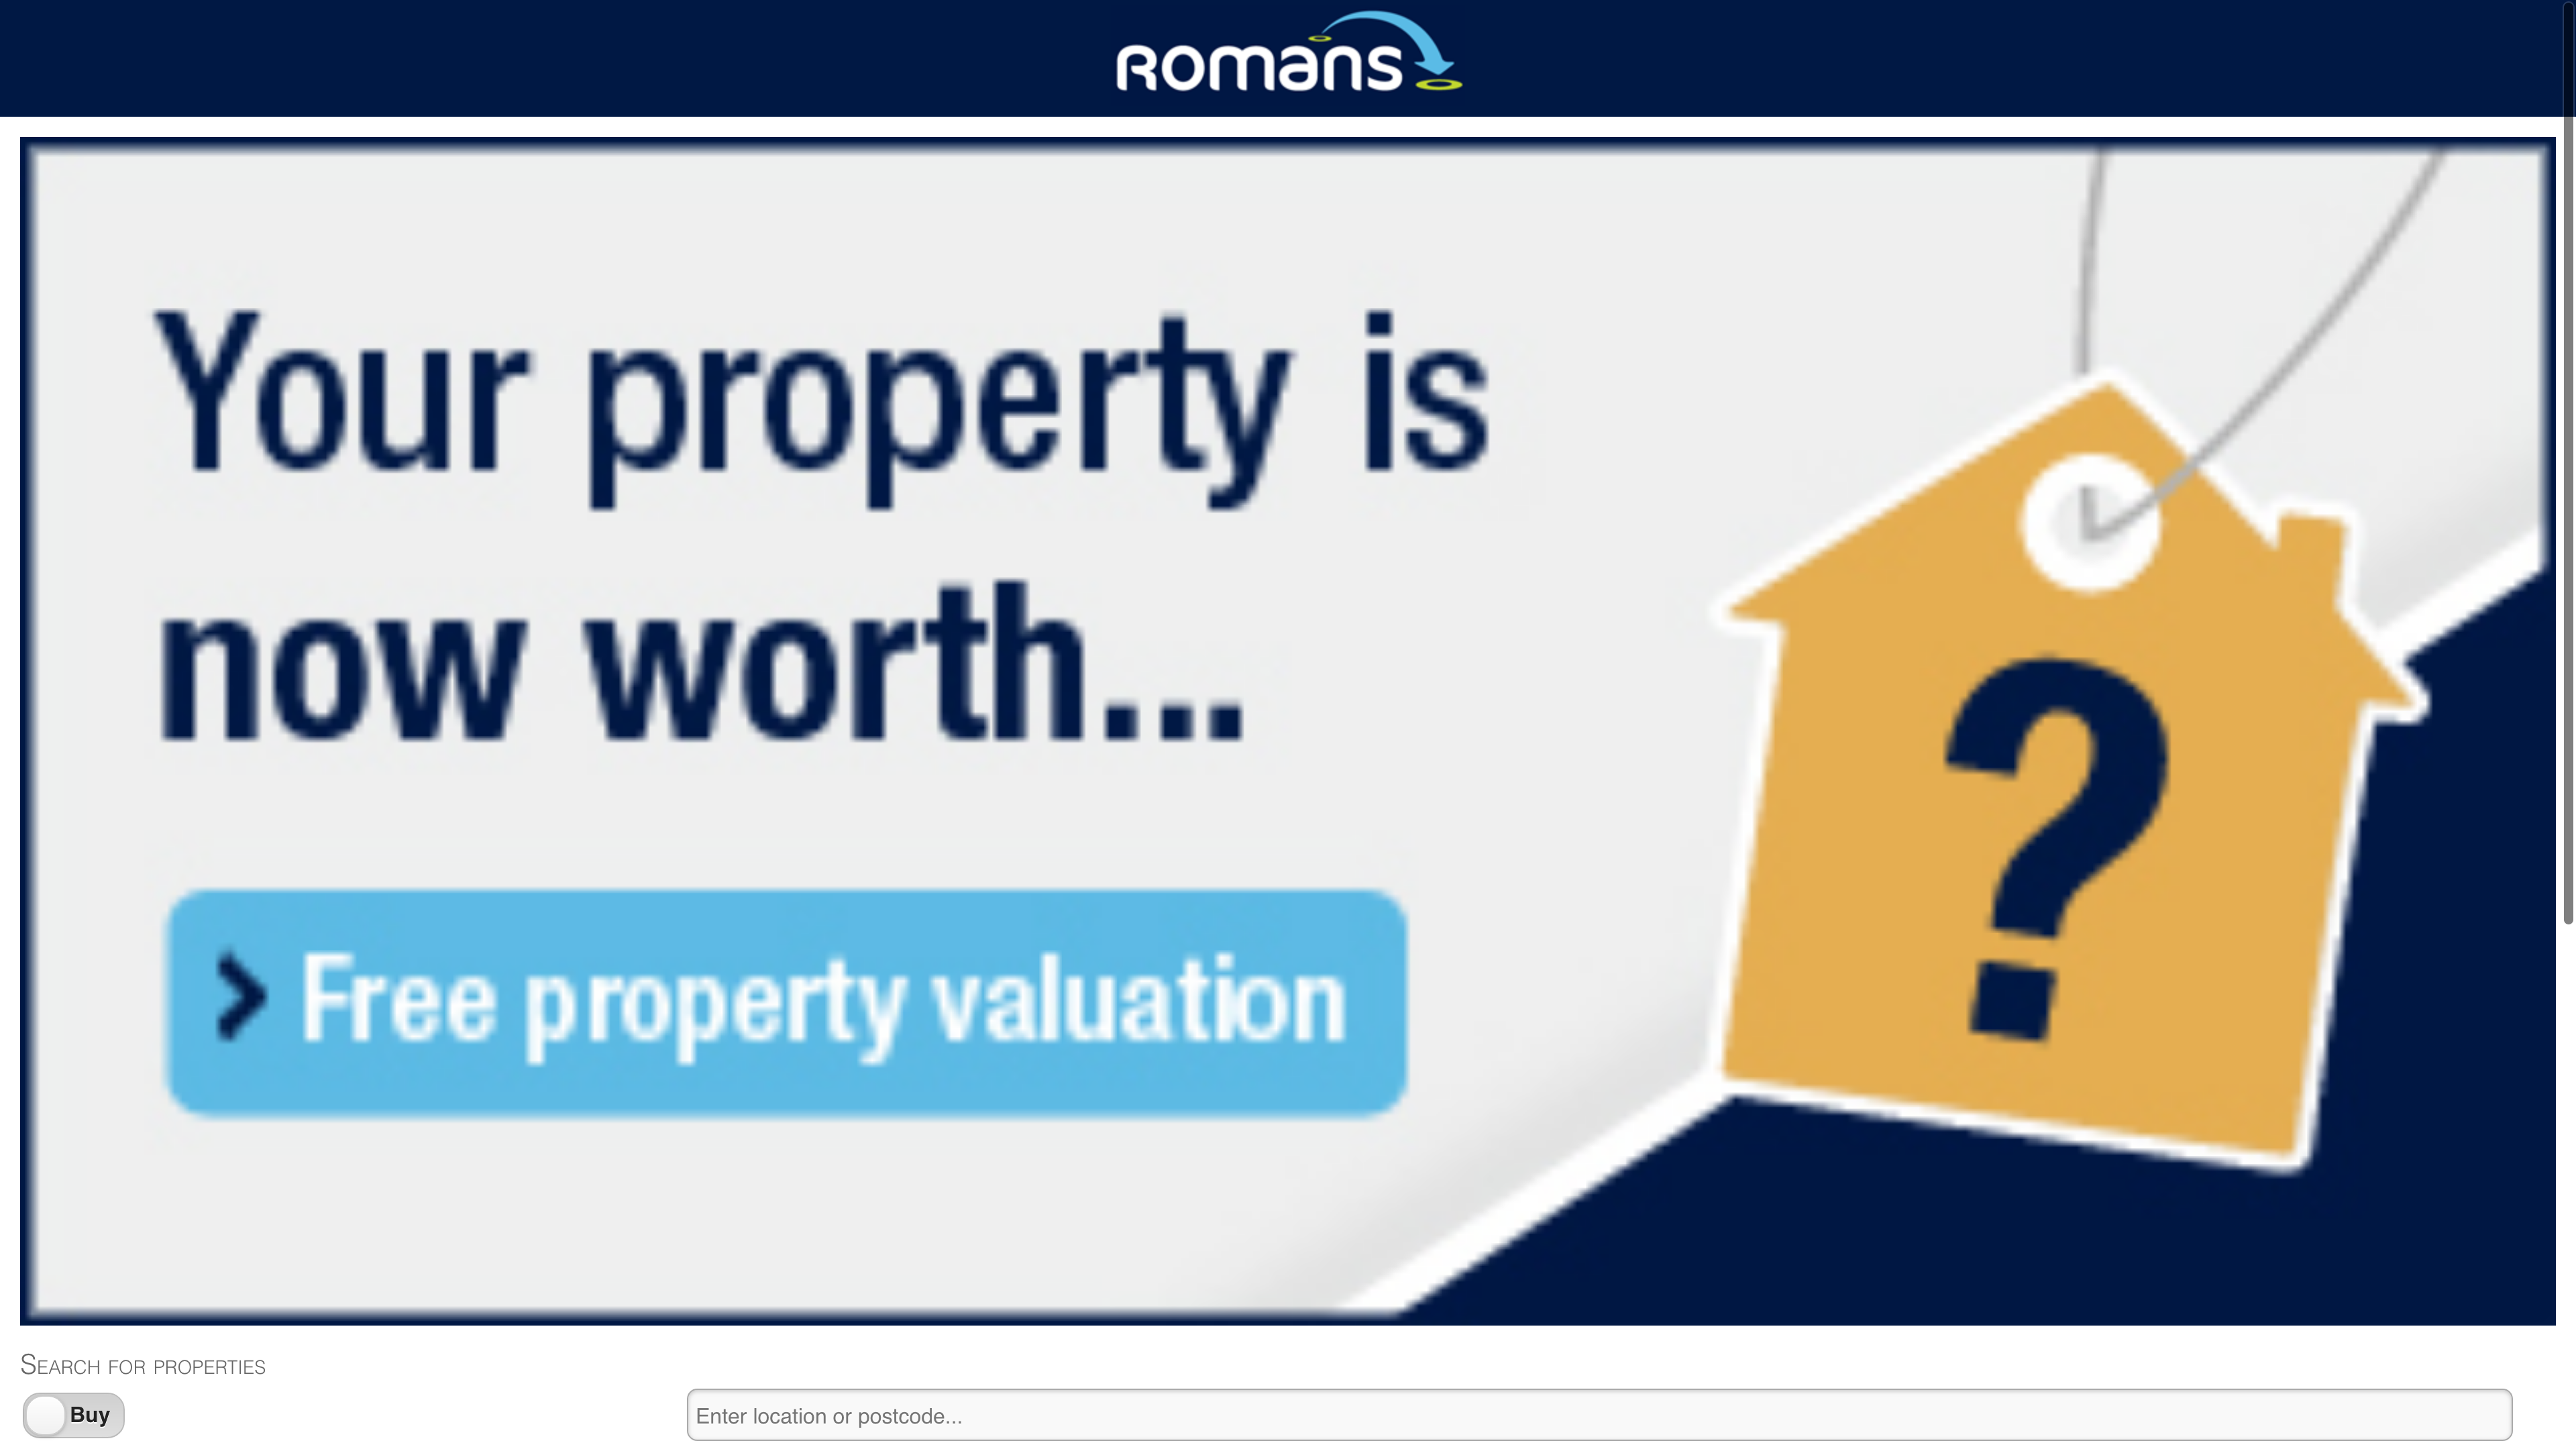 Romans
Your property is
now worth...
Free property valuation
?
Search for properties
Buy
Enter location or postcode...